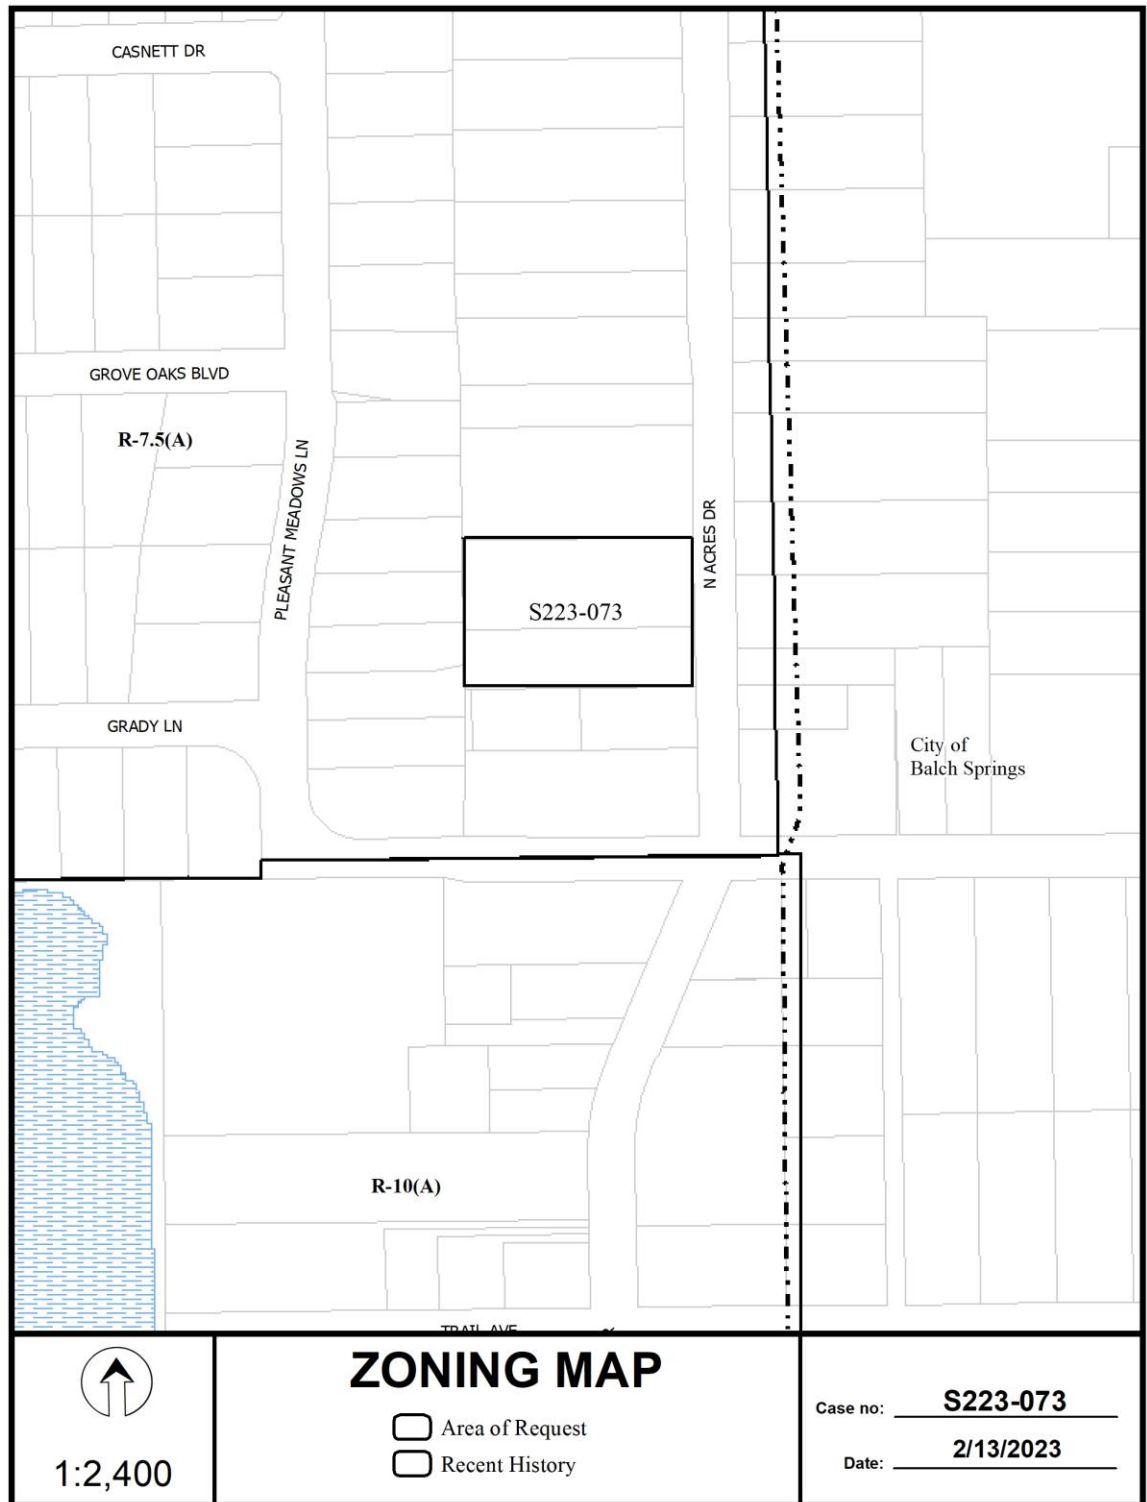 CASNETT DR
GROVE OAKS BLVD
R-7.5(A)
PLEASANT MEADOWS LN
N ACRES DR
S223-073
GRADY LN
City of
Balch Springs
R-10(A)
TRAIL AVE
1:2,400
ZONING MAP
Area of Request
Recent History
Case no: S223-073
Date: 2/13/2023